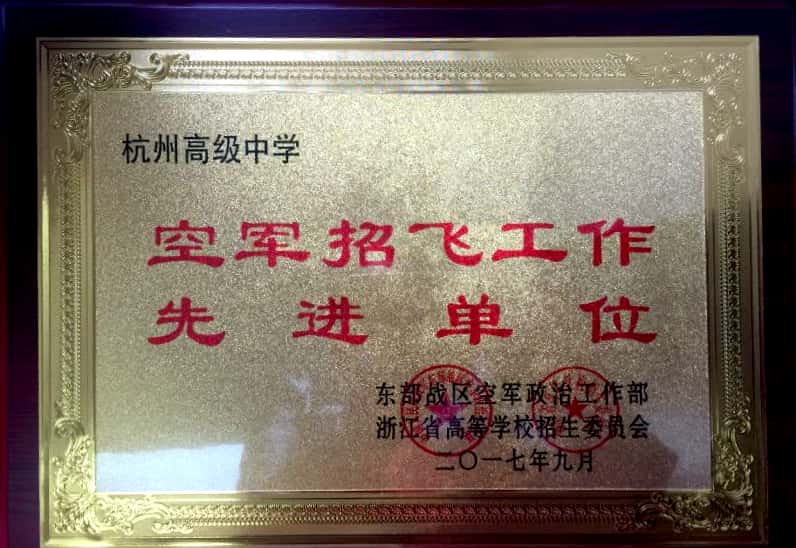 杭州高级中学
空军招飞工作
先进单位
东部战区空军政治工作部
浙江省高等学校招生委员会
二〇一七年九月